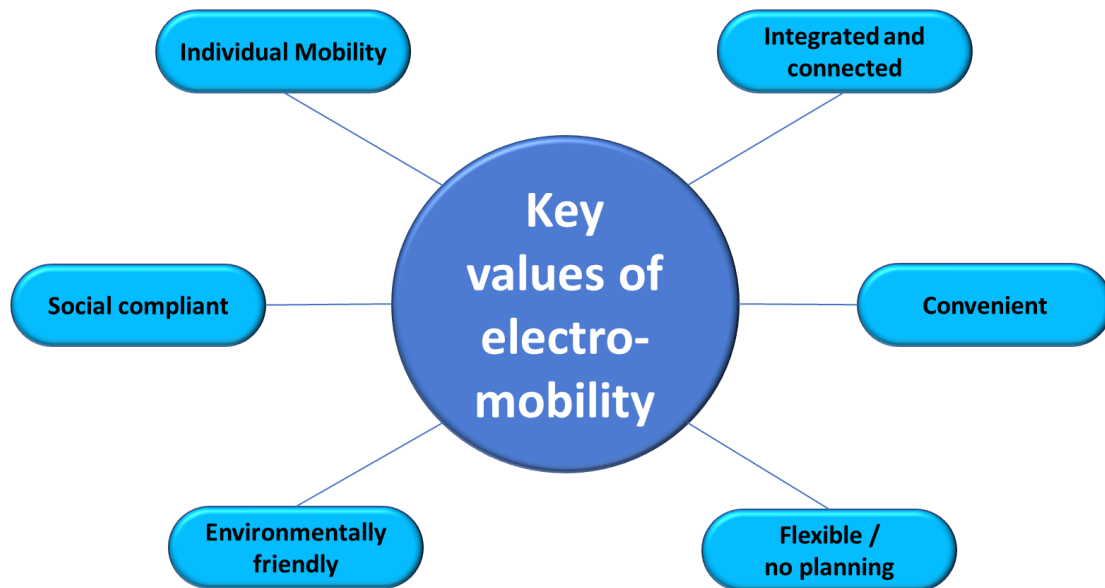 Individual Mobility
Integrated and
connected
Key
values of
electro-
mobility
Social compliant
Convenient
Environmentally
friendly
Flexible /
no planning